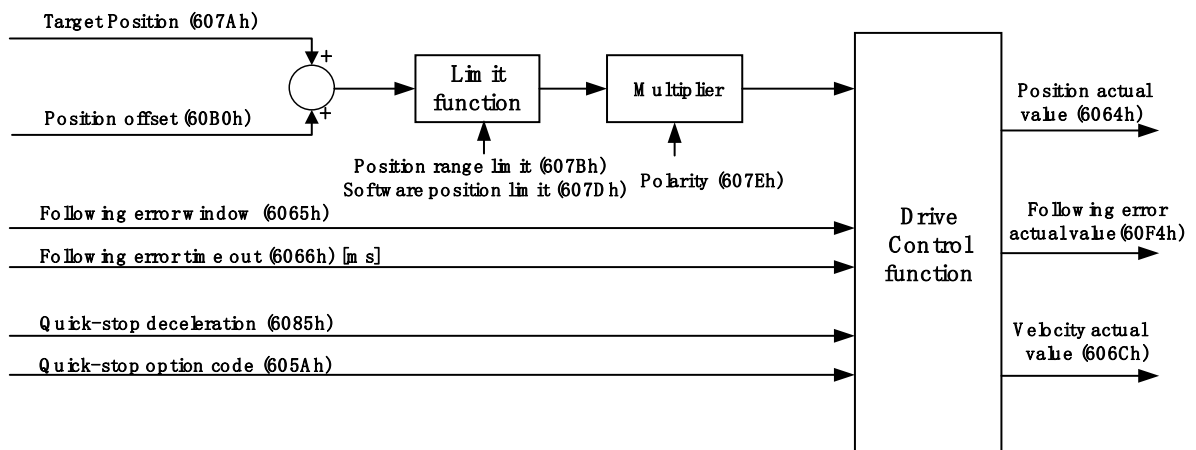 Target Position (607Ah)
+
Limit
function
Multiplier
+
Position offset (60B0h)
Position range limit (607Bh)
Software position limit (607Dh)
Polarity (607Eh)
Following error window (6065h)
Following error time out (6066h) [ms]
Quick-stop deceleration (6085h)
Quick-stop option code (605Ah)
Drive
Control
function
Position actual
value (6064h)
Following error
actual value (60F4h)
Velocity actual
value (606Ch)